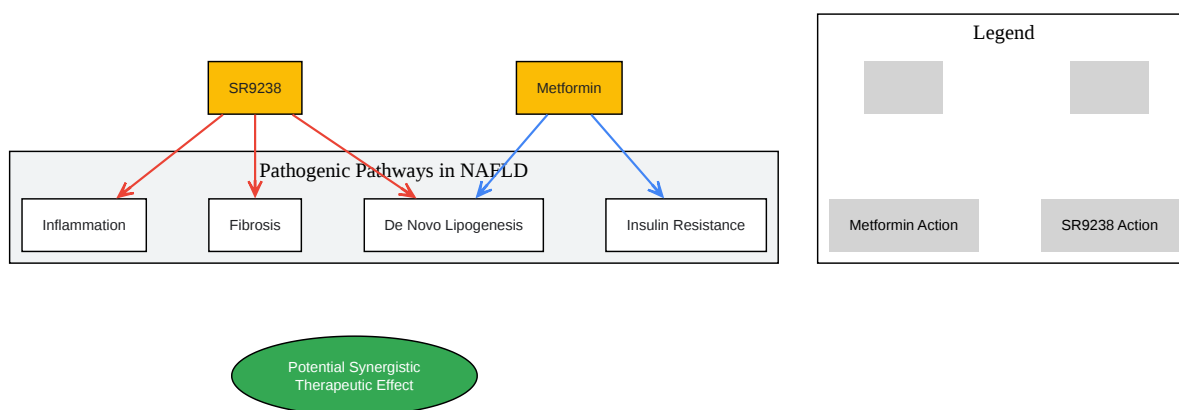 Legend
SR9238
Metformin
Pathogenic Pathways in NAFLD
Inflammation
Fibrosis
De Novo Lipogenesis
Insulin Resistance
Metformin Action
SR9238 Action
Potential Synergistic
Therapeutic Effect